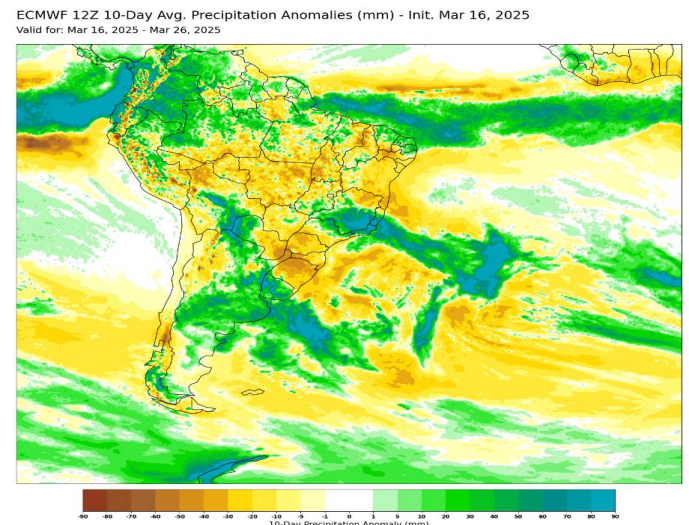 ECMWF 12Z 10-Day Avg. Precipitation Anomalies (mm) - Init. Mar 16, 2025
Valid for: Mar 16, 2025 - Mar 26, 2025
-90 -80 -70 -60 -50 -40 -30 -20 -10 -5 -1 0 1 5 10 20 30 40 50 60 70 80 90
10-Day Precipitation Anomaly (mm)